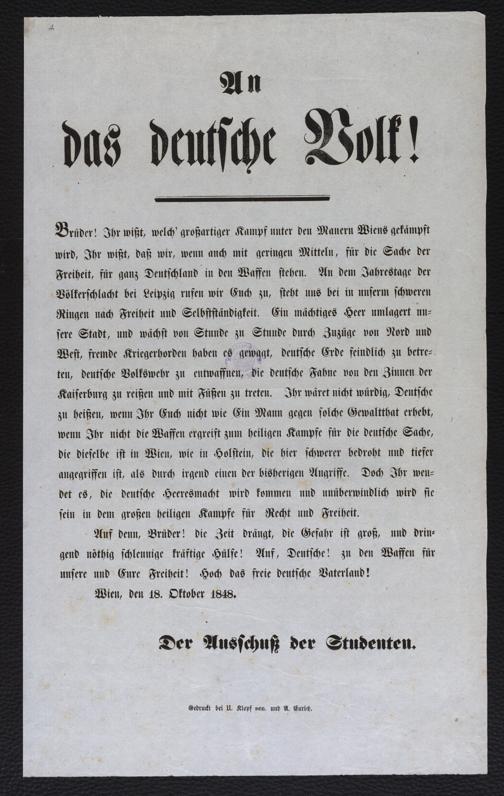 An
das deutsche Volk!
Brüder! Ihr wißt, welch' großartiger Kampf unter den Mauern Wiens gekämpft
wird, Ihr wißt, daß wir, wenn auch mit geringen Mitteln, für die Sache der
Freiheit, für ganz Deutschland in den Waffen stehen. An dem Jahrestage der
Völkerschlacht bei Leipzig rufen wir Euch zu, steht uns bei in unserm schweren
Ringen nach Freiheit und Selbstständigkeit. Ein mächtiges Heer umlagert un-
sere Stadt, und wächst von Stunde zu Stunde durch Zuzüge von Nord und
West, fremde Kriegerhorden haben es gewagt, deutsche Erde feindlich zu betre-
ten, deutsche Volkswehr zu entwaffnen, die deutsche Fahne von den Zinnen der
Kaiserburg zu reißen und mit Füßen zu treten. Ihr wäret nicht würdig, Deutsche
zu heißen, wenn Ihr Euch nicht wie Ein Mann gegen solche Gewaltthat erhebt,
wenn Ihr nicht die Waffen ergreift zum heiligen Kampfe für die deutsche Sache,
die dieselbe ist in Wien, wie in Holstein, die hier schwerer bedroht und tiefer
angegriffen ist, als durch irgend einen der bisherigen Angriffe. Doch Ihr wen-
det es, die deutsche Heeresmacht wird kommen und unüberwindlich wird sie
sein in dem großen heiligen Kampfe für Recht und Freiheit.
Auf denn, Brüder! die Zeit drängt, die Gefahr ist groß, und drin-
gend nöthig schleunige kräftige Hülfe! Auf, Deutsche! zu den Waffen für
unsere und Eure Freiheit! Hoch das freie deutsche Vaterland!
Wien, den 18. Oktober 1848.
Der Ausschuß der Studenten.
Gedruckt bei U. Klopf sen. und A. Eurich.